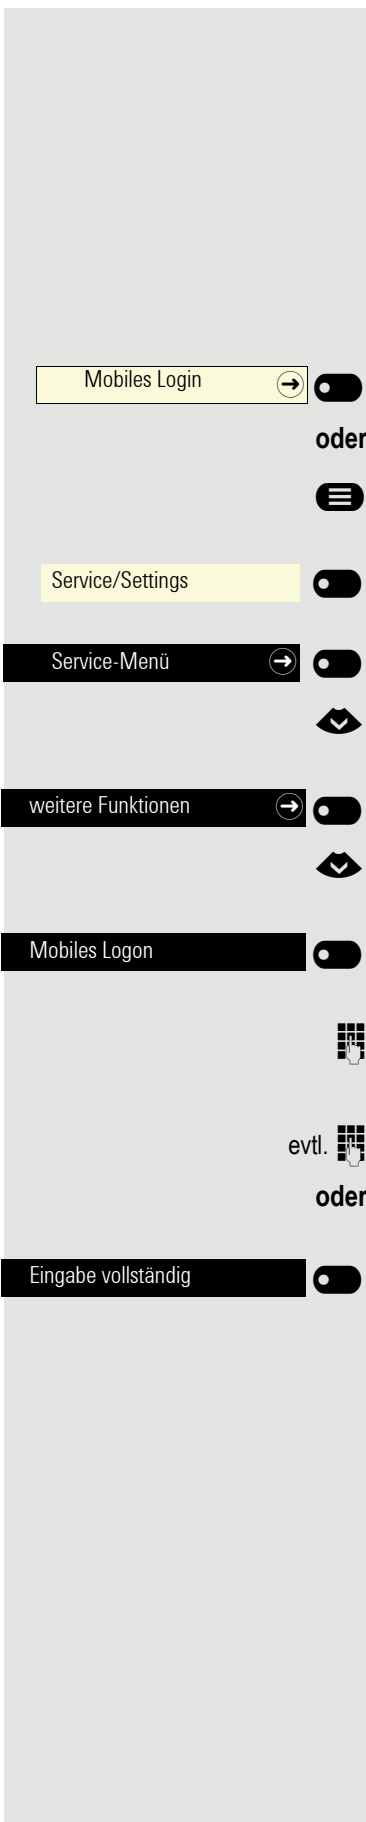 Mobiles Login
oder
Service/Settings
Service-Menü
weitere Funktionen
Mobiles Logon
evtl.
oder
Eingabe vollständig